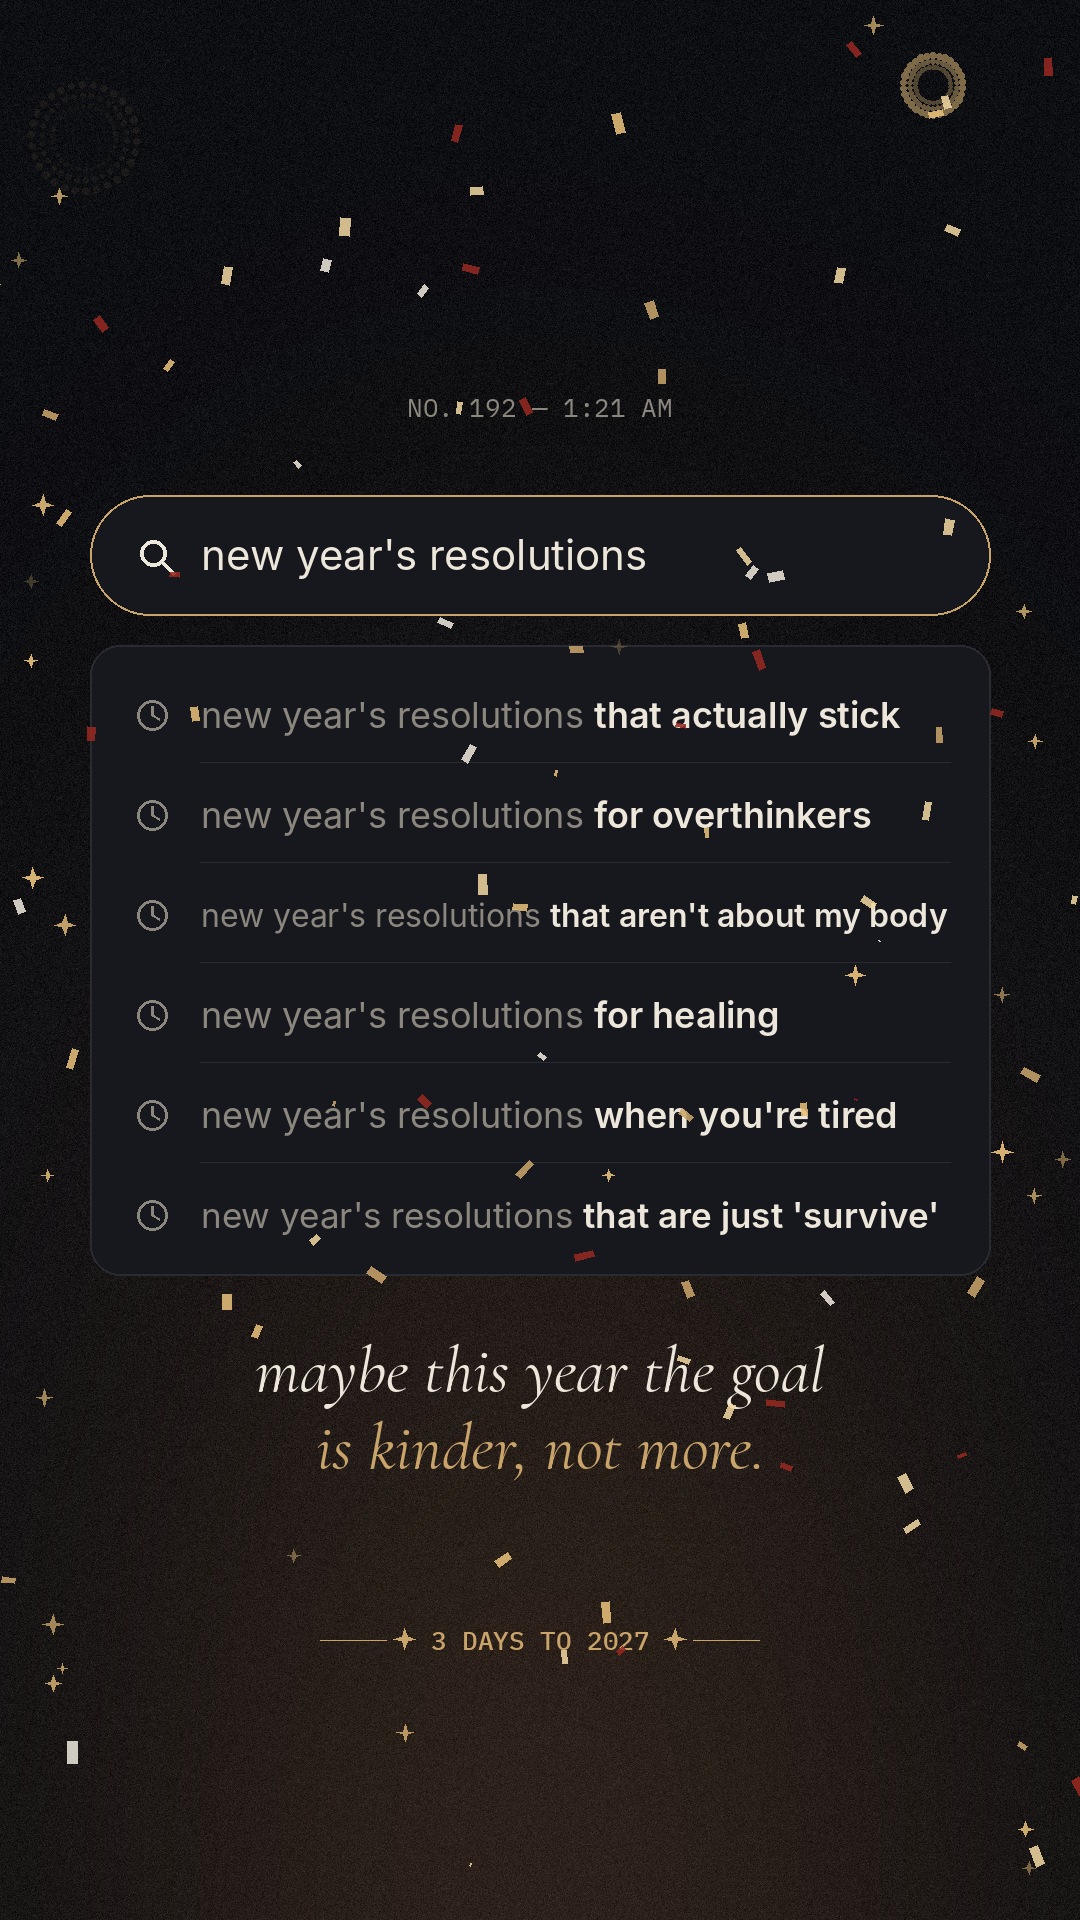 NO. 192 — 1:21 AM
new year's resolutions
new year's resolutions that actually stick
new year's resolutions for overthinkers
new year's resolutions that aren't about my body
new year's resolutions for healing
new year's resolutions when you're tired
new year's resolutions that are just 'survive'
maybe this year the goal
is kinder, not more.
3 DAYS TO 2027